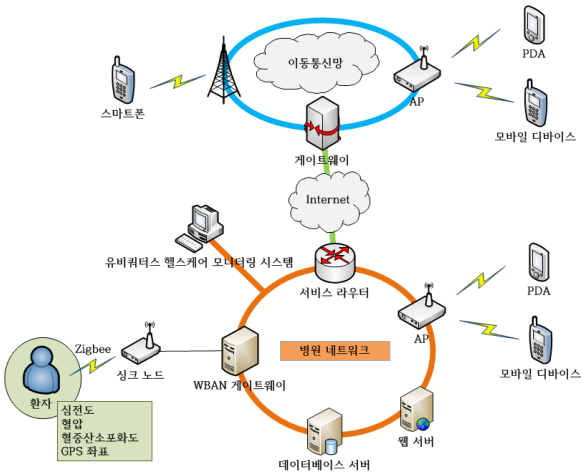 이동통신망
PDA
스마트폰
AP
모바일 디바이스
게이트웨이
Internet
유비쿼터스 헬스케어 모니터링 시스템
서비스 라우터
PDA
AP
Zigbee
병원 네트워크
싱크 노드
WBAN 게이트웨이
모바일 디바이스
환자
심전도
혈압
혈중산소포화도
GPS 좌표
웹 서버
데이터베이스 서버